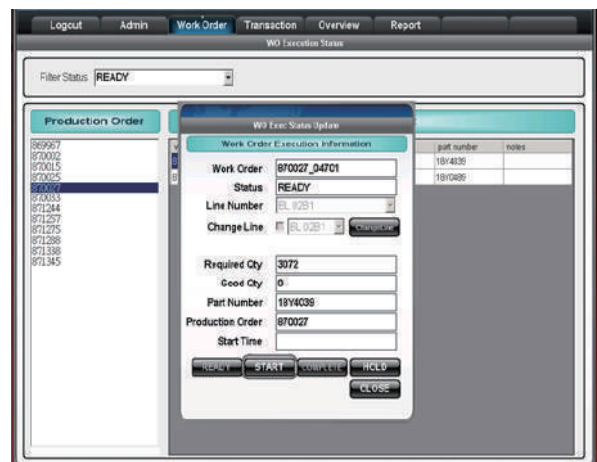 Logout Admin Work Order Transaction Overview Report
WO Execution Status
Filter Status READY
Production Order
869967
870002
870015
870025
870027
870033
871244
871257
871275
871288
871338
871345
part number notes
18Y4039
18Y0489
WO Exec Status Update
Work Order Execution Information
Work Order 870027_04701
Status READY
Line Number BL 02B1
Change Line BL 02B1 ChangeLine
Required Qty 3072
Good Qty 0
Part Number 18Y4039
Production Order 870027
Start Time
READY START COMPLETE HOLD
CLOSE